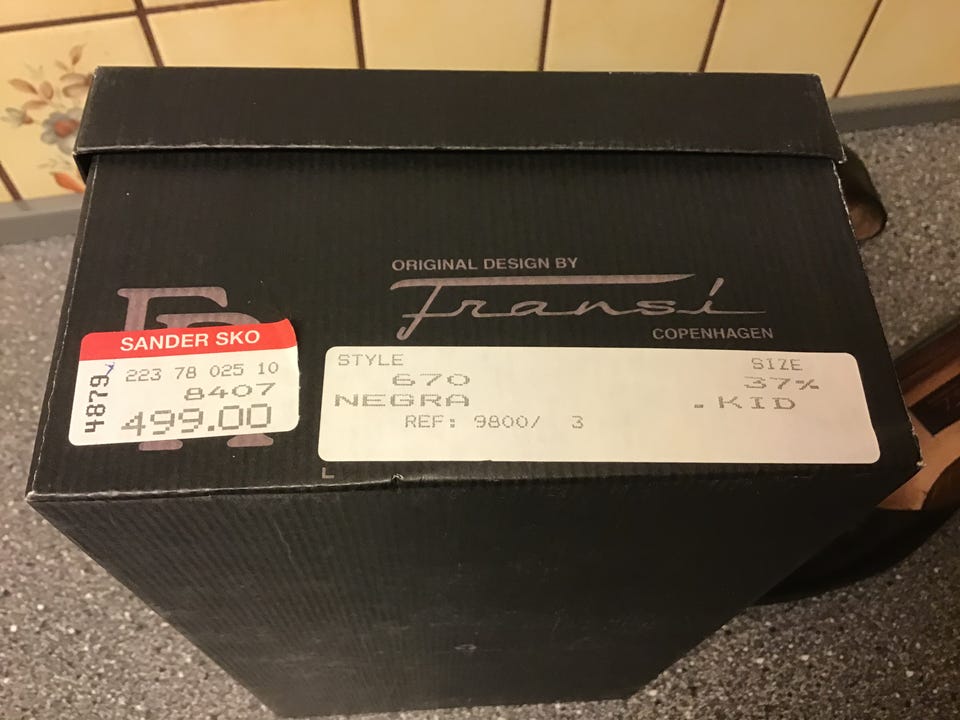 ORIGINAL DESIGN BY
Fransi
COPENHAGEN
SANDER SKO
4879
223 78 025 10
8407
499.00
STYLE SIZE
670 37½
NEGRA .KID
REF: 9800/ 3
L